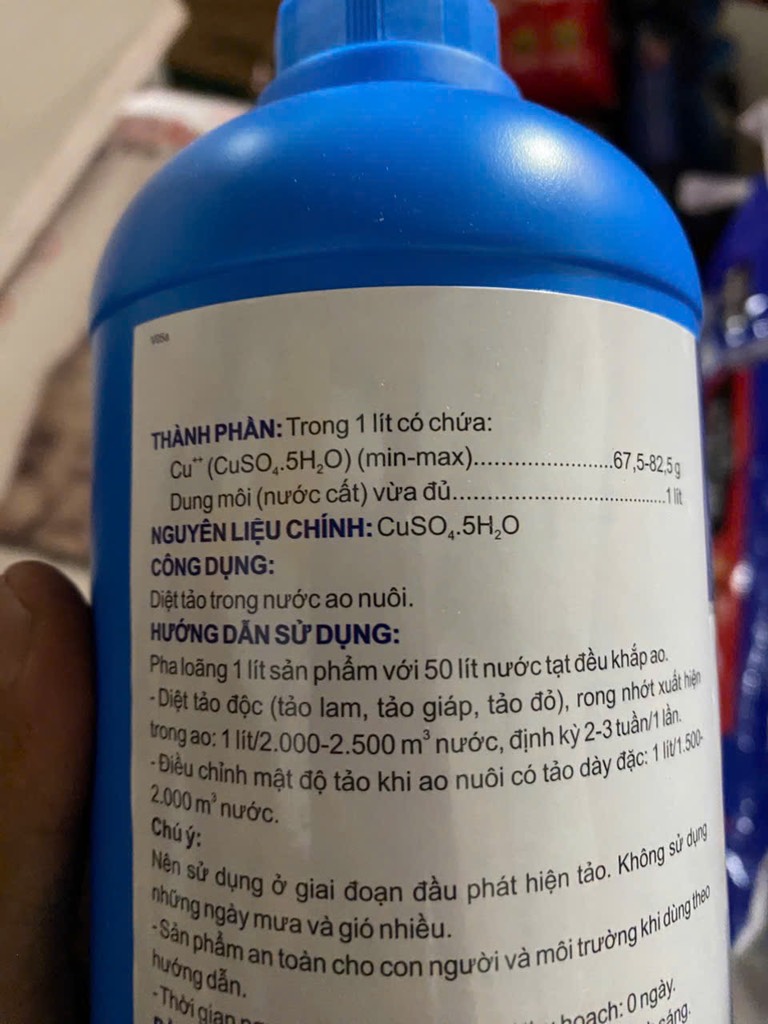 THÀNH PHẦN: Trong 1 lít có chứa:
Cu⁺⁺ (CuSO₄.5H₂O) (min-max)......................67,5-82,5g
Dung môi (nước cất) vừa đủ....................................1 lít
NGUYÊN LIỆU CHÍNH: CuSO₄.5H₂O
CÔNG DỤNG:
Diệt tảo trong nước ao nuôi.
HƯỚNG DẪN SỬ DỤNG:
Pha loãng 1 lít sản phẩm với 50 lít nước tạt đều khắp ao.
- Diệt tảo độc (tảo lam, tảo giáp, tảo đỏ), rong nhớt xuất hiện
trong ao: 1 lít/2.000-2.500 m³ nước, định kỳ 2-3 tuần/1 lần.
- Điều chỉnh mật độ tảo khi ao nuôi có tảo dày đặc: 1 lít/1.500-
2.000 m³ nước.
Chú ý:
Nên sử dụng ở giai đoạn đầu phát hiện tảo. Không sử dụng
những ngày mưa và gió nhiều.
- Sản phẩm an toàn cho con người và môi trường khi dùng theo
hướng dẫn.
- Thời gian hoạch: 0 ngày.
sáng.